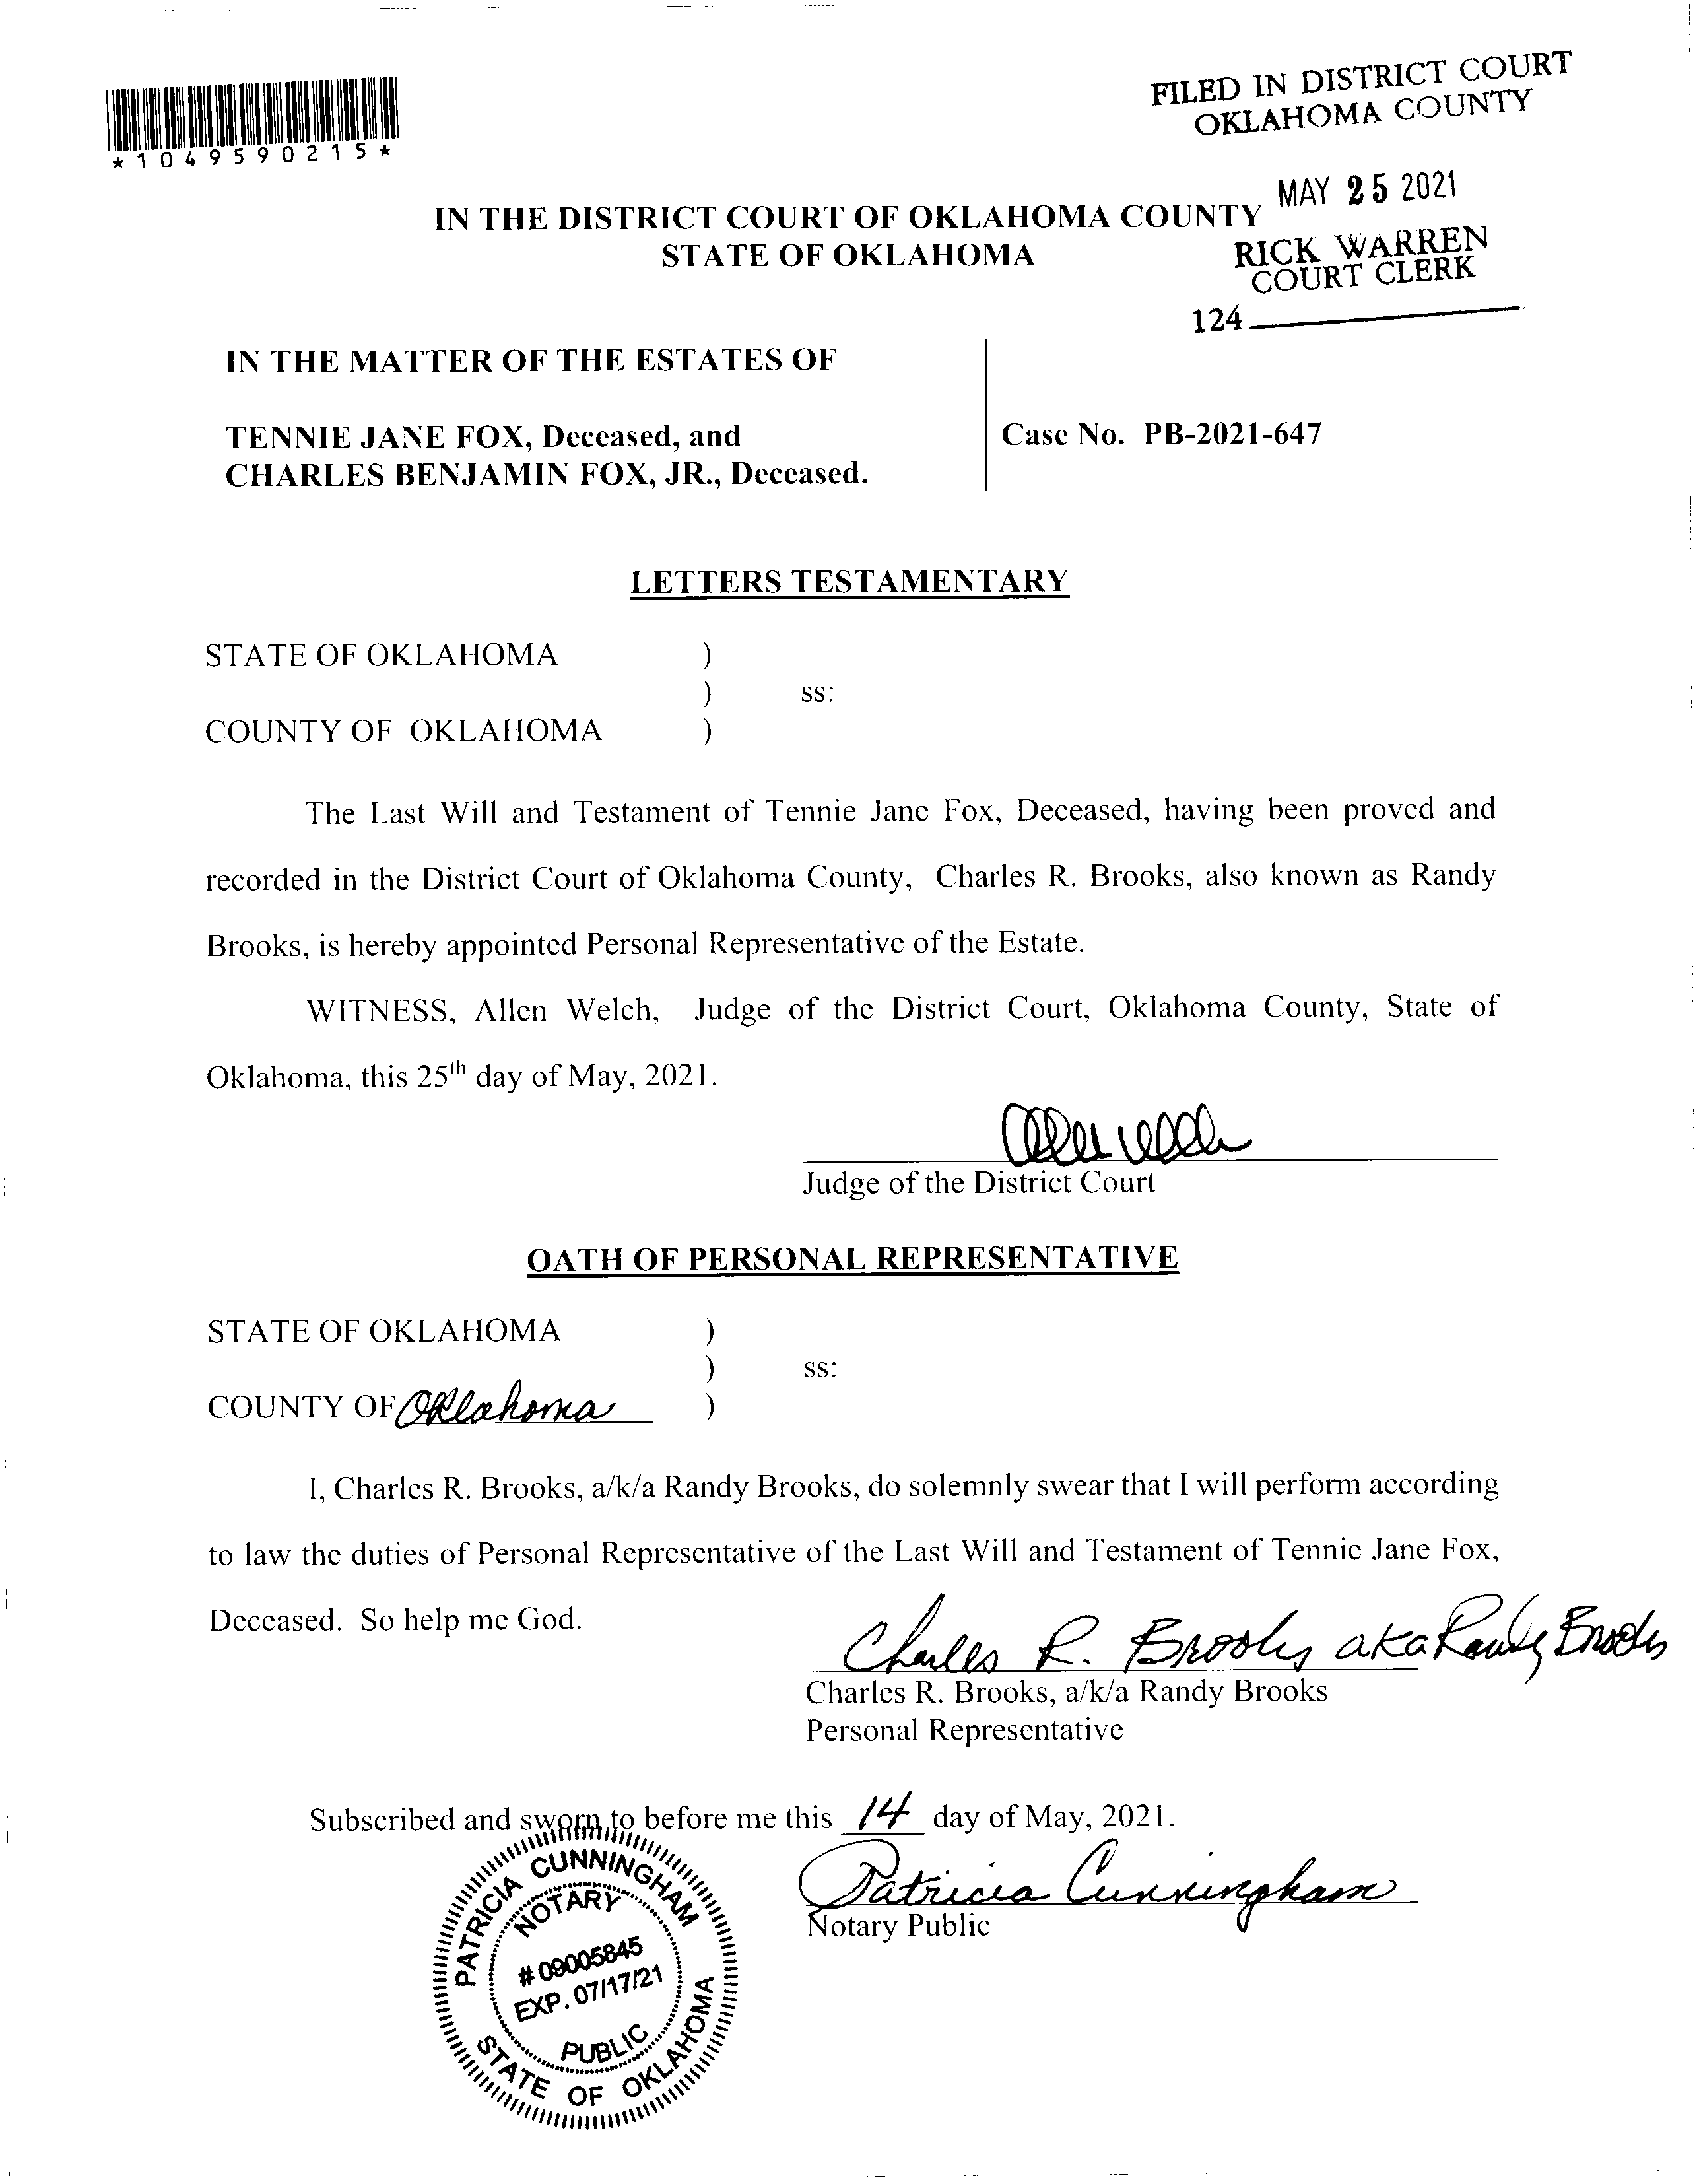 *1049590215*
FILED IN DISTRICT COURT
OKLAHOMA COUNTY
MAY 25 2021
RICK WARREN
COURT CLERK
124
IN THE DISTRICT COURT OF OKLAHOMA COUNTY
STATE OF OKLAHOMA
IN THE MATTER OF THE ESTATES OF
TENNIE JANE FOX, Deceased, and
CHARLES BENJAMIN FOX, JR., Deceased.
Case No. PB-2021-647
LETTERS TESTAMENTARY
STATE OF OKLAHOMA )
) ss:
COUNTY OF OKLAHOMA )
The Last Will and Testament of Tennie Jane Fox, Deceased, having been proved and
recorded in the District Court of Oklahoma County, Charles R. Brooks, also known as Randy
Brooks, is hereby appointed Personal Representative of the Estate.
WITNESS, Allen Welch, Judge of the District Court, Oklahoma County, State of
Oklahoma, this 25th day of May, 2021.
Allen Welch
Judge of the District Court
OATH OF PERSONAL REPRESENTATIVE
STATE OF OKLAHOMA )
) ss:
COUNTY OF Oklahoma )
I, Charles R. Brooks, a/k/a Randy Brooks, do solemnly swear that I will perform according
to law the duties of Personal Representative of the Last Will and Testament of Tennie Jane Fox,
Deceased. So help me God.
Charles R. Brooks aka Randy Brooks
Charles R. Brooks, a/k/a Randy Brooks
Personal Representative
Subscribed and sworn to before me this 14 day of May, 2021.
Patricia Cunningham
Notary Public
PATRICIA CUNNINGHAM
NOTARY
# 09005845
EXP. 07/17/21
PUBLIC
STATE OF OKLAHOMA